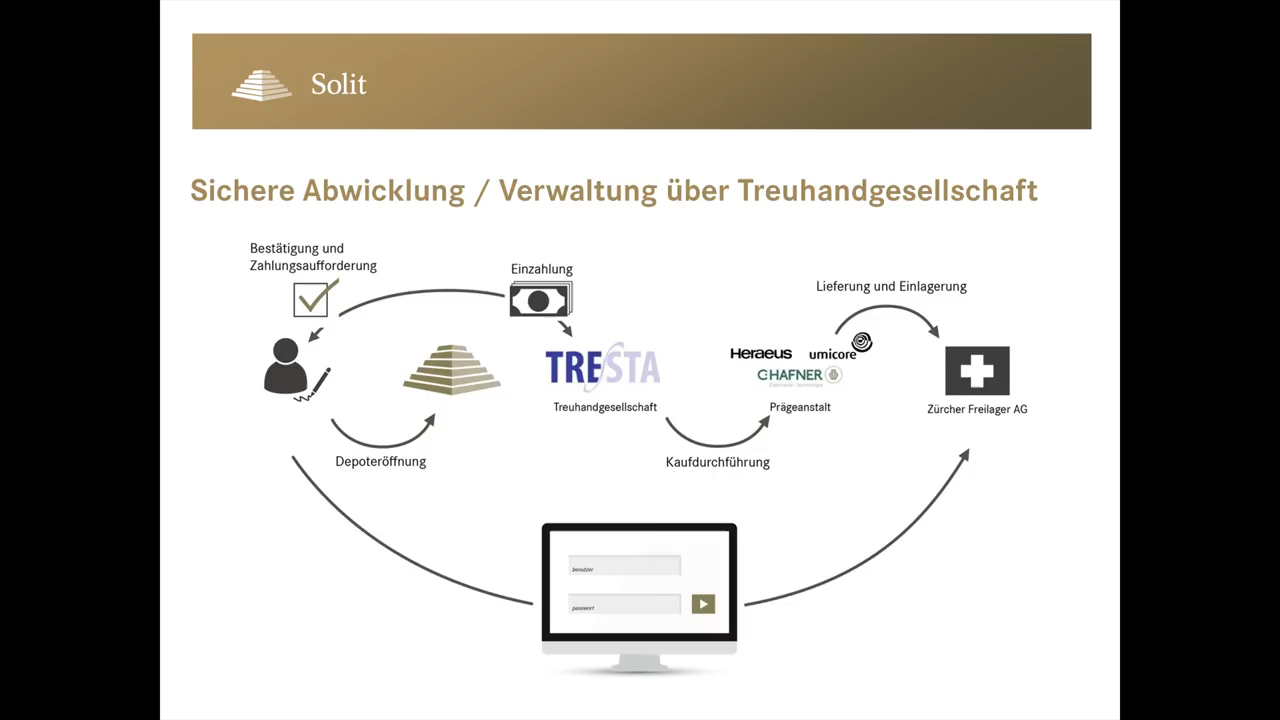 Solit
Sichere Abwicklung / Verwaltung über Treuhandgesellschaft
Bestätigung und
Zahlungsaufforderung
Einzahlung
Lieferung und Einlagerung
TRESTA
Heraeus
umicore
C·HAFNER
Treuhandgesellschaft
Prägeanstalt
Zürcher Freilager AG
Depoteröffnung
Kaufdurchführung
benutzer
passwort